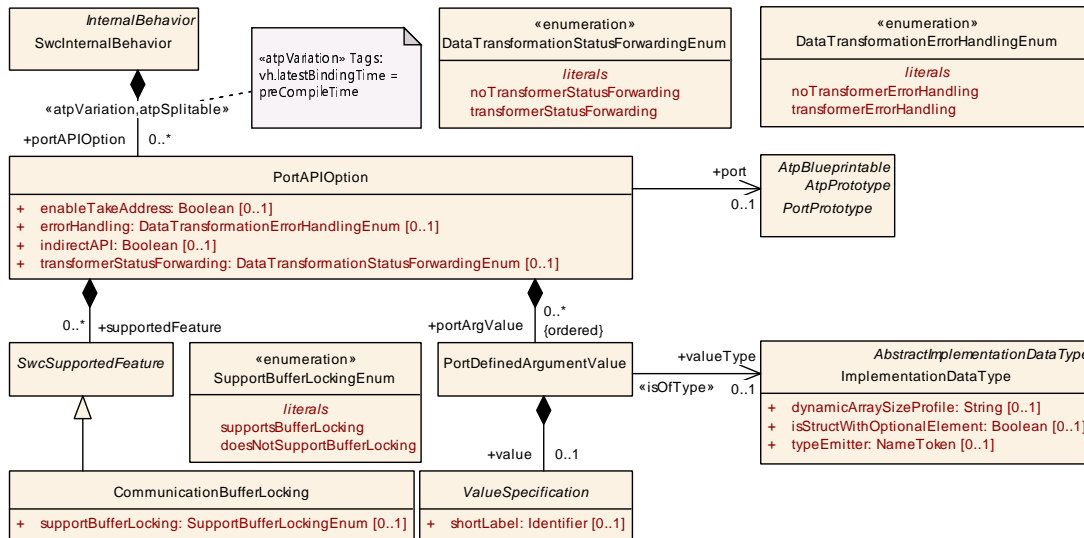 InternalBehavior
SwcInternalBehavior
«atpVariation» Tags:
vh.latestBindingTime =
preCompileTime
«enumeration»
DataTransformationStatusForwardingEnum
literals
noTransformerStatusForwarding
transformerStatusForwarding
«enumeration»
DataTransformationErrorHandlingEnum
literals
noTransformerErrorHandling
transformerErrorHandling
«atpVariation,atpSplitable»
+portAPIOption 0..*
PortAPIOption
+ enableTakeAddress: Boolean [0..1]
+ errorHandling: DataTransformationErrorHandlingEnum [0..1]
+ indirectAPI: Boolean [0..1]
+ transformerStatusForwarding: DataTransformationStatusForwardingEnum [0..1]
+port
0..1
AtpBlueprintable
AtpPrototype
PortPrototype
0..* +supportedFeature
+portArgValue 0..*
{ordered}
SwcSupportedFeature
«enumeration»
SupportBufferLockingEnum
literals
supportsBufferLocking
doesNotSupportBufferLocking
PortDefinedArgumentValue
+valueType
«isOfType» 0..1
AbstractImplementationDataType
ImplementationDataType
+ dynamicArraySizeProfile: String [0..1]
+ isStructWithOptionalElement: Boolean [0..1]
+ typeEmitter: NameToken [0..1]
+value 0..1
CommunicationBufferLocking
+ supportBufferLocking: SupportBufferLockingEnum [0..1]
ValueSpecification
+ shortLabel: Identifier [0..1]